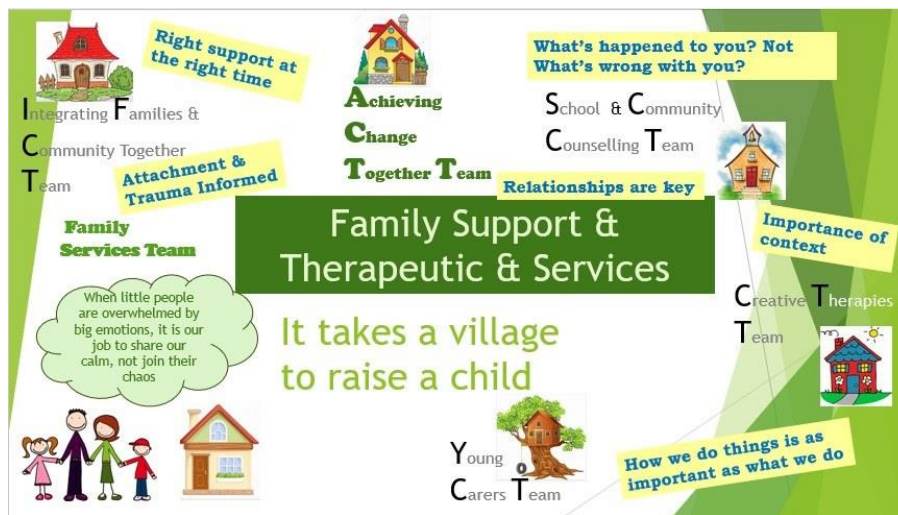 Right support at
the right time
Integrating Families &
Community Together
Team
Attachment &
Trauma Informed
Family
Services Team
When little people
are overwhelmed by
big emotions, it is our
job to share our
calm, not join their
chaos
Achieving
Change
Together Team
What's happened to you? Not
What's wrong with you?
School & Community
Counselling Team
Relationships are key
Family Support &
Therapeutic & Services
It takes a village
to raise a child
Importance of
context
Creative Therapies
Team
Young
Carers Team
How we do things is as
important as what we do